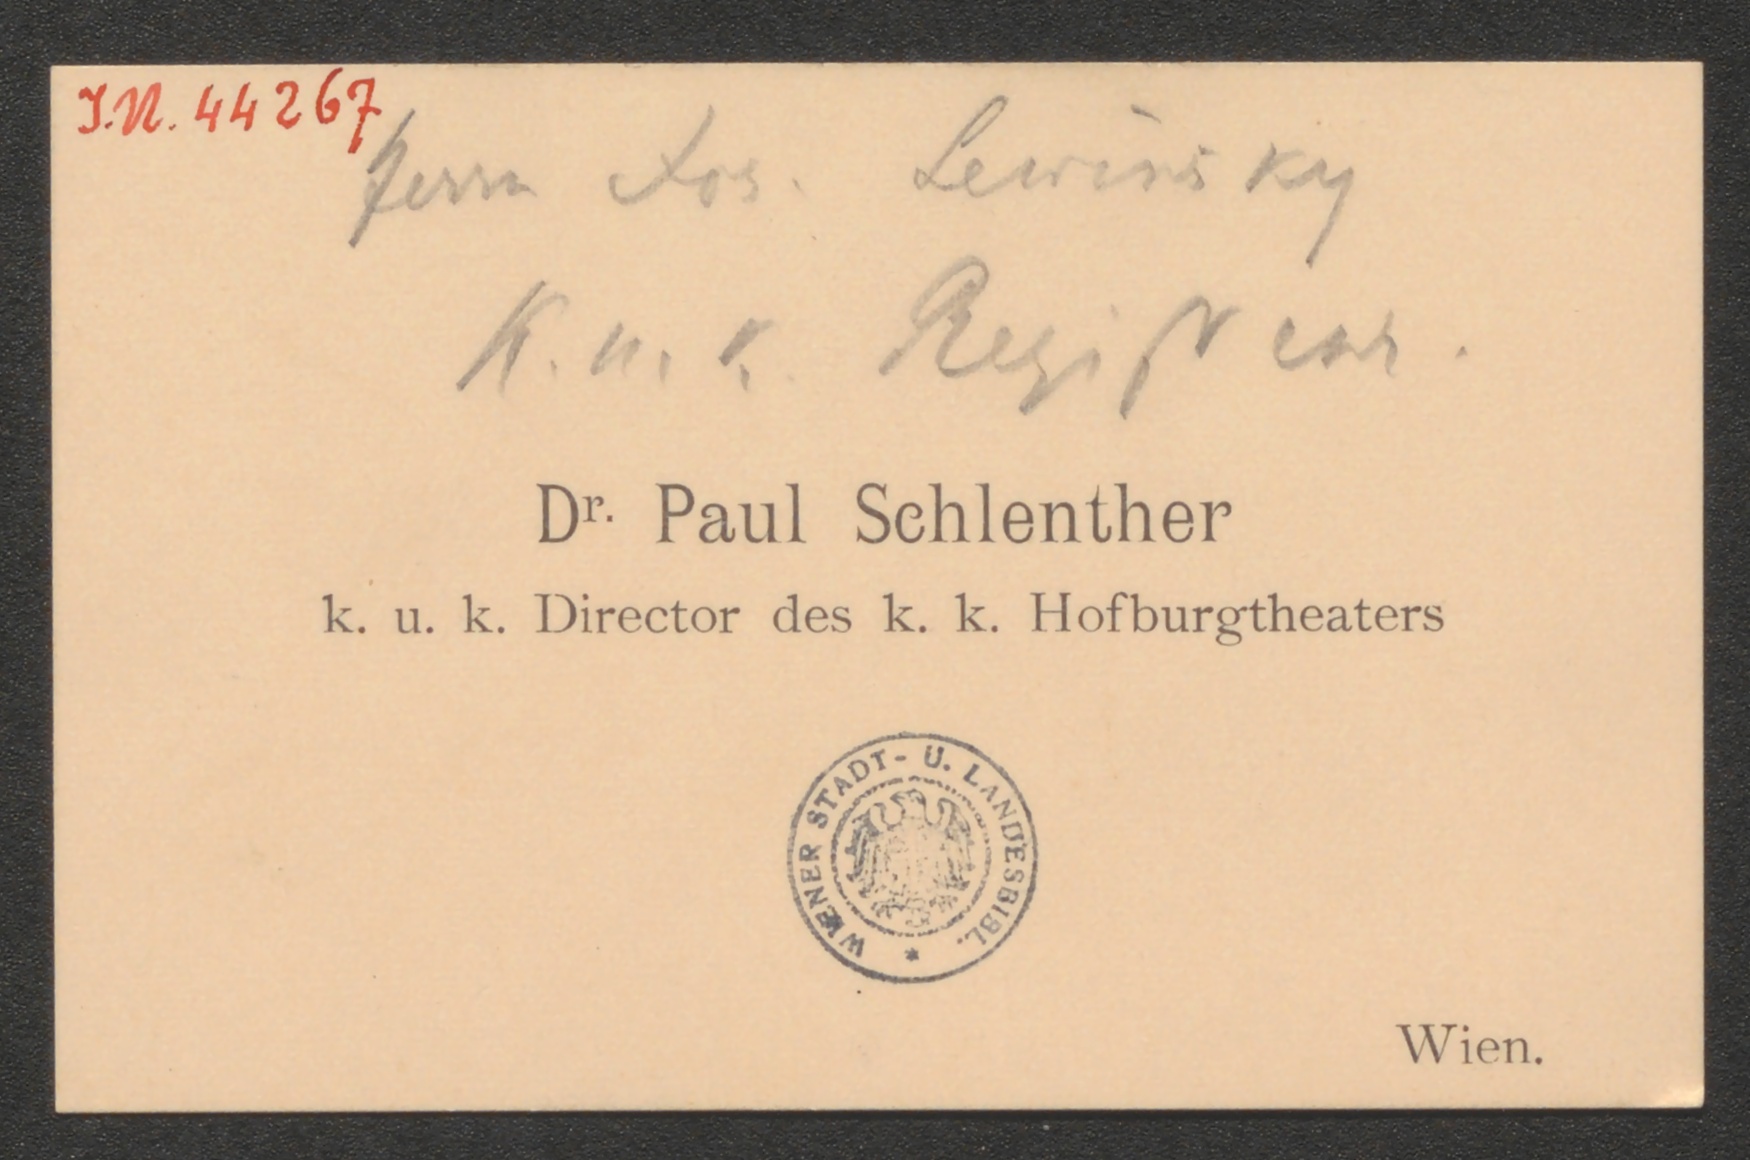 I.N. 44267
Herrn Jos. Lewinsky
K. u. k. Regisseur.
Dr. Paul Schlenther
k. u. k. Director des k. k. Hofburgtheaters
WIENER STADT- U. LANDESBIBL. *
Wien.